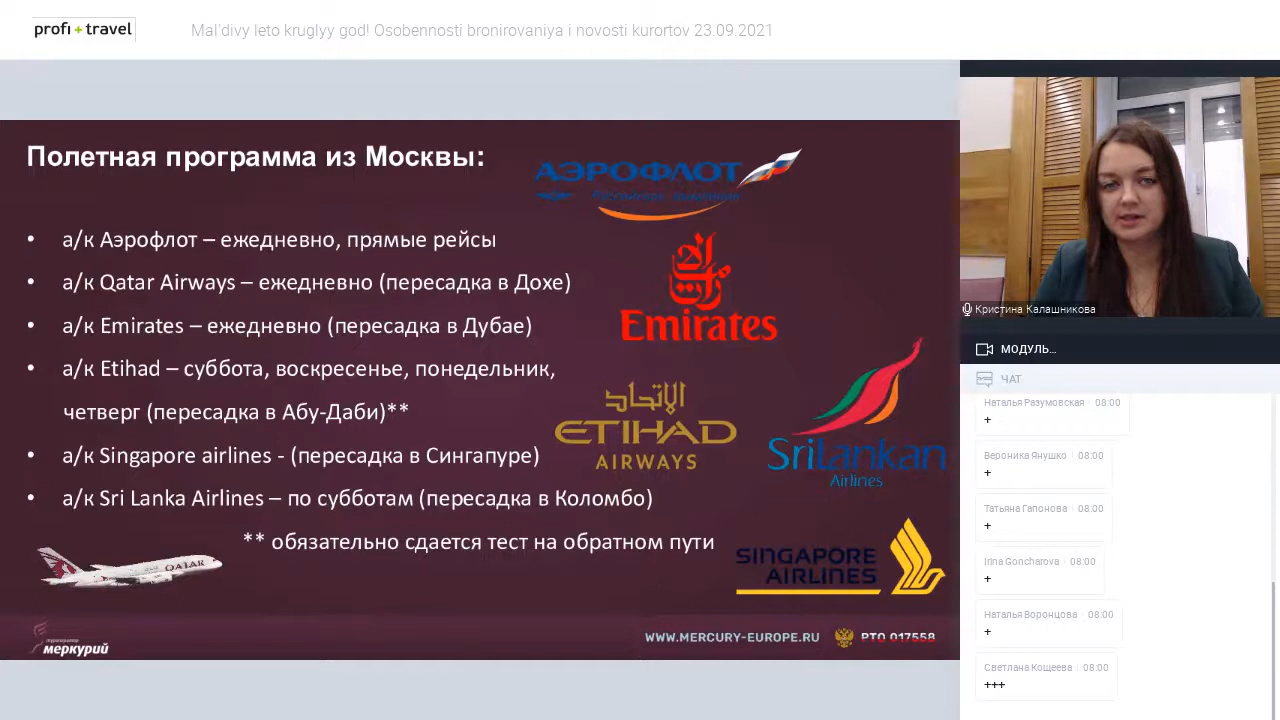 profi + travel
Mal'divy leto kruglyy god! Osobennosti bronirovaniya i novosti kurortov 23.09.2021
Полетная программа из Москвы:
АЭРОФЛОТ
• а/к Аэрофлот – ежедневно, прямые рейсы
• а/к Qatar Airways – ежедневно (пересадка в Дохе)
• а/к Emirates – ежедневно (пересадка в Дубае)
• а/к Etihad – суббота, воскресенье, понедельник,
четверг (пересадка в Абу-Даби)**
• а/к Singapore airlines - (пересадка в Сингапуре)
• а/к Sri Lanka Airlines – по субботам (пересадка в Коломбо)
** обязательно сдается тест на обратном пути
Emirates
الإتحاد
ETIHAD
AIRWAYS
SriLankan
Airlines
SINGAPORE
AIRLINES
QATAR
туроператор
меркурий
WWW.MERCURY-EUROPE.RU
РТО 017558
Кристина Калашникова
МОДУЛЬ...
ЧАТ
Наталья Разумовская 08:00
+
Вероника Янушко 08:00
+
Татьяна Гапонова 08:00
+
Irina Goncharova 08:00
+
Наталья Воронцова 08:00
+
Светлана Кощеева 08:00
+++